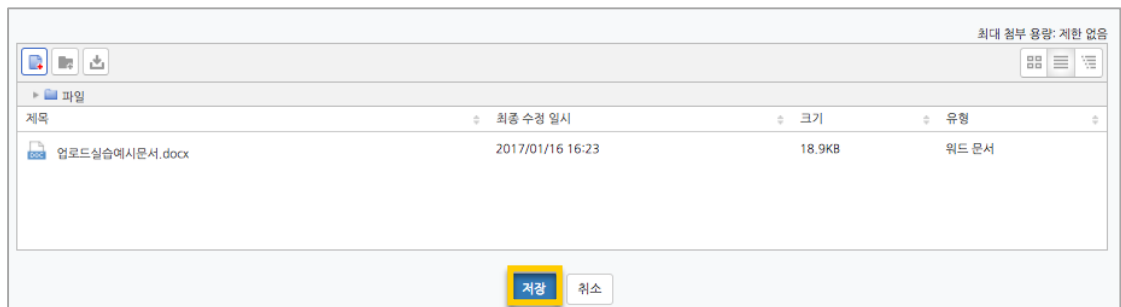 최대 첨부 용량: 제한 없음
파일
제목 최종 수정 일시 크기 유형
업로드실습예시문서.docx 2017/01/16 16:23 18.9KB 워드 문서
저장 취소